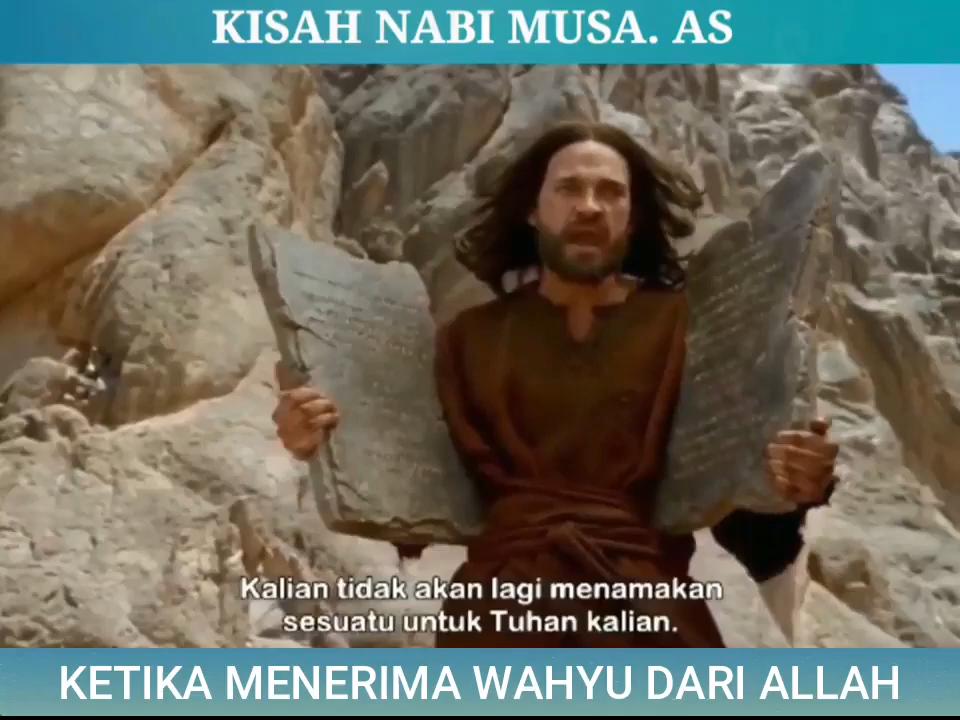 KISAH NABI MUSA. AS
Kalian tidak akan lagi menamakan
sesuatu untuk Tuhan kalian.
KETIKA MENERIMA WAHYU DARI ALLAH